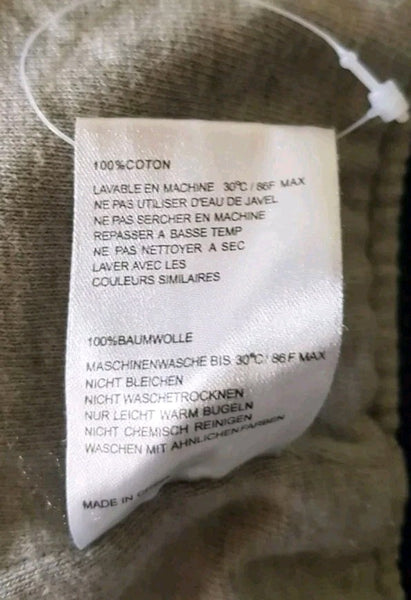 100%COTON
LAVABLE EN MACHINE 30°C / 86F MAX
NE PAS UTILISER D'EAU DE JAVEL
NE PAS SERCHER EN MACHINE
REPASSER A BASSE TEMP
NE PAS NETTOYER A SEC
LAVER AVEC LES
COULEURS SIMILAIRES
100%BAUMWOLLE
MASCHINENWASCHE BIS 30°C/ 86 F MAX
NICHT BLEICHEN
NICHT WASCHETROCKNEN
NUR LEICHT WARM BUGELN
NICHT CHEMISCH REINIGEN
WASCHEN MIT AHNLICHENFARBEN
MADE IN